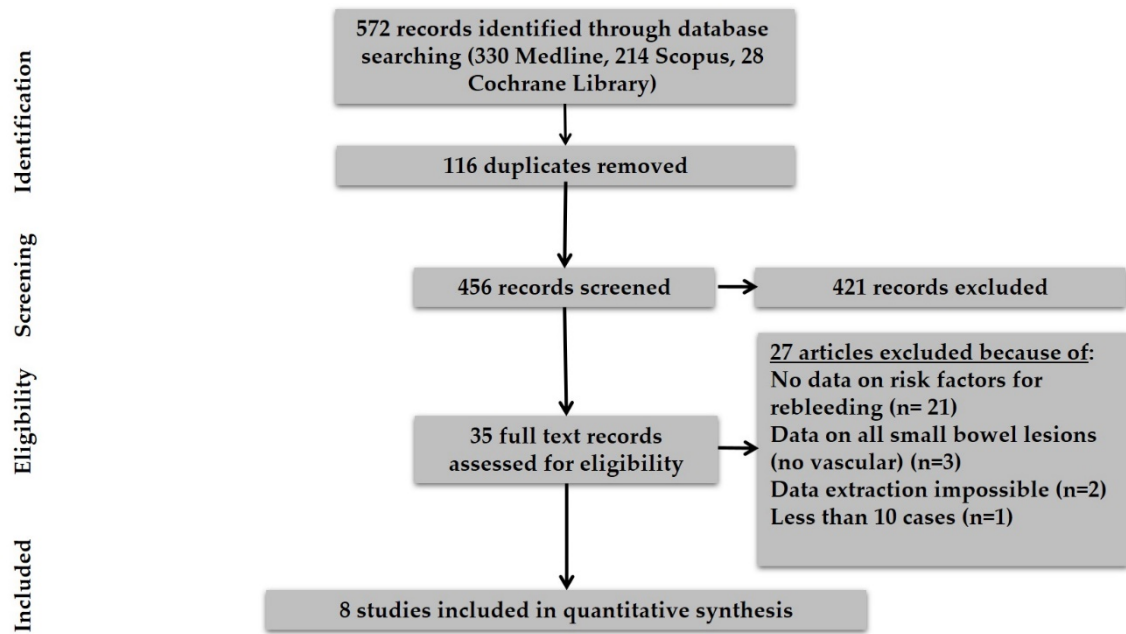 Identification
572 records identified through database
searching (330 Medline, 214 Scopus, 28
Cochrane Library)
116 duplicates removed
Screening
456 records screened
421 records excluded
Eligibility
35 full text records
assessed for eligibility
27 articles excluded because of:
No data on risk factors for
rebleeding (n= 21)
Data on all small bowel lesions
(no vascular) (n=3)
Data extraction impossible (n=2)
Less than 10 cases (n=1)
Included
8 studies included in quantitative synthesis